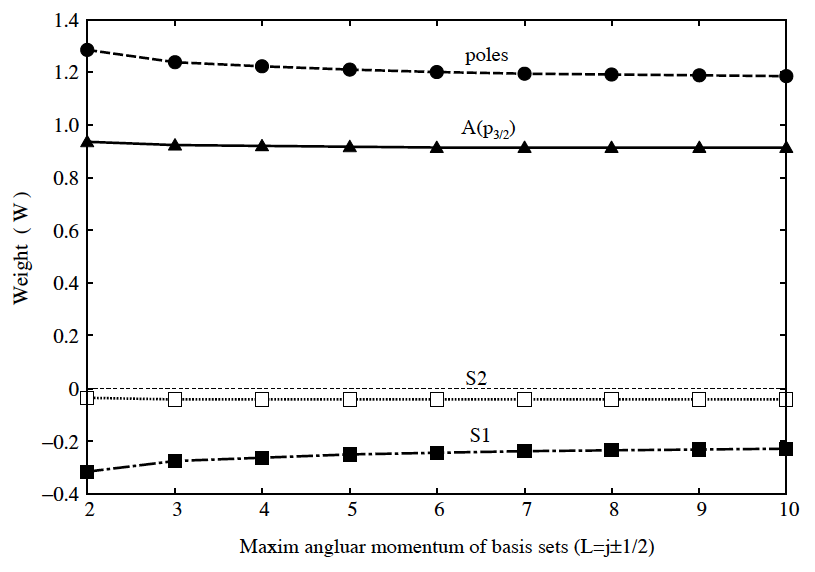 1.4
1.2
1.0
0.8
0.6
0.4
0.2
0
−0.2
−0.4
Weight ( W )
poles
A(p3/2)
S2
S1
2 3 4 5 6 7 8 9 10
Maxim angluar momentum of basis sets (L=j±1/2)